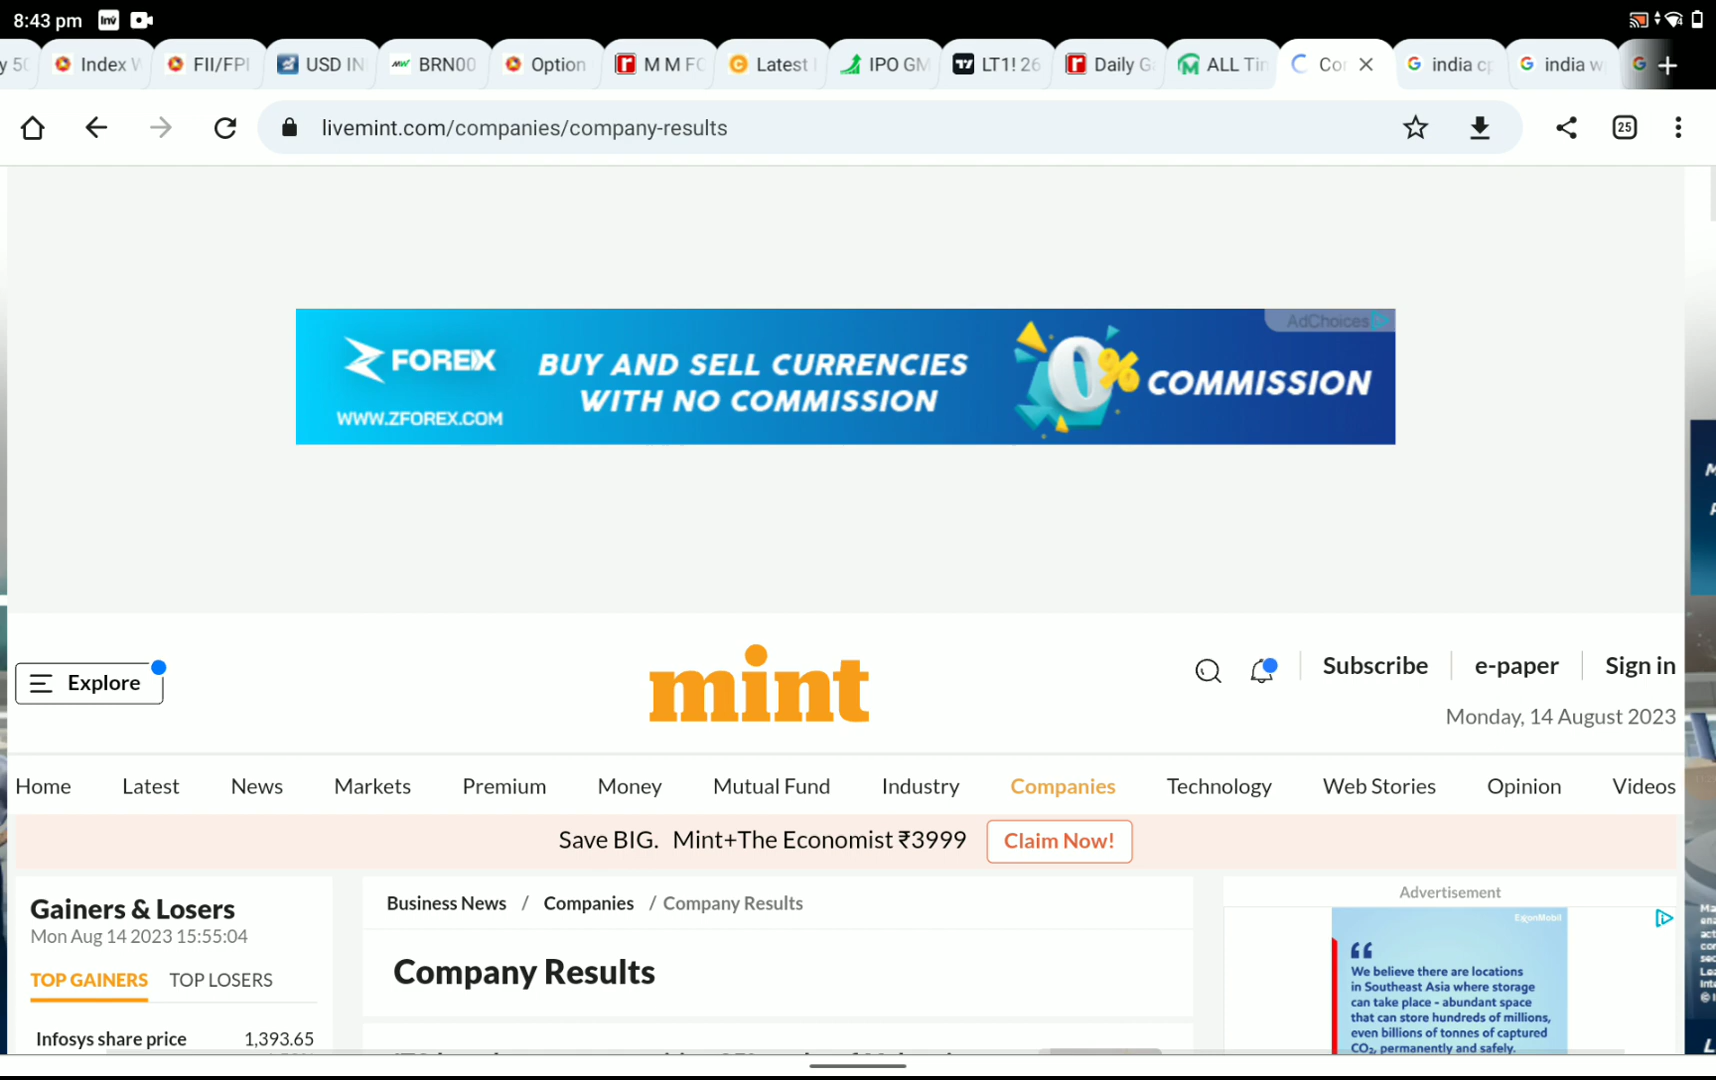 8:43 pm
Index W
FII/FPI
USD IN
BRN00
Option
M M FO
Latest
IPO GM
LT1! 26
Daily G
ALL Tin
Cor
india cp
india w
livemint.com/companies/company-results
25
AdChoices
FOREX
WWW.ZFOREX.COM
BUY AND SELL CURRENCIES
WITH NO COMMISSION
0% COMMISSION
Explore
mint
Subscribe
e-paper
Sign in
Monday, 14 August 2023
Home Latest News Markets Premium Money Mutual Fund Industry Companies Technology Web Stories Opinion Videos
Save BIG. Mint+The Economist ₹3999 Claim Now!
Gainers & Losers
Mon Aug 14 2023 15:55:04
TOP GAINERS TOP LOSERS
Infosys share price 1,393.65
Business News / Companies / Company Results
Company Results
Advertisement
ExxonMobil
We believe there are locations
in Southeast Asia where storage
can take place - abundant space
that can store hundreds of millions,
even billions of tonnes of captured
CO₂, permanently and safely.